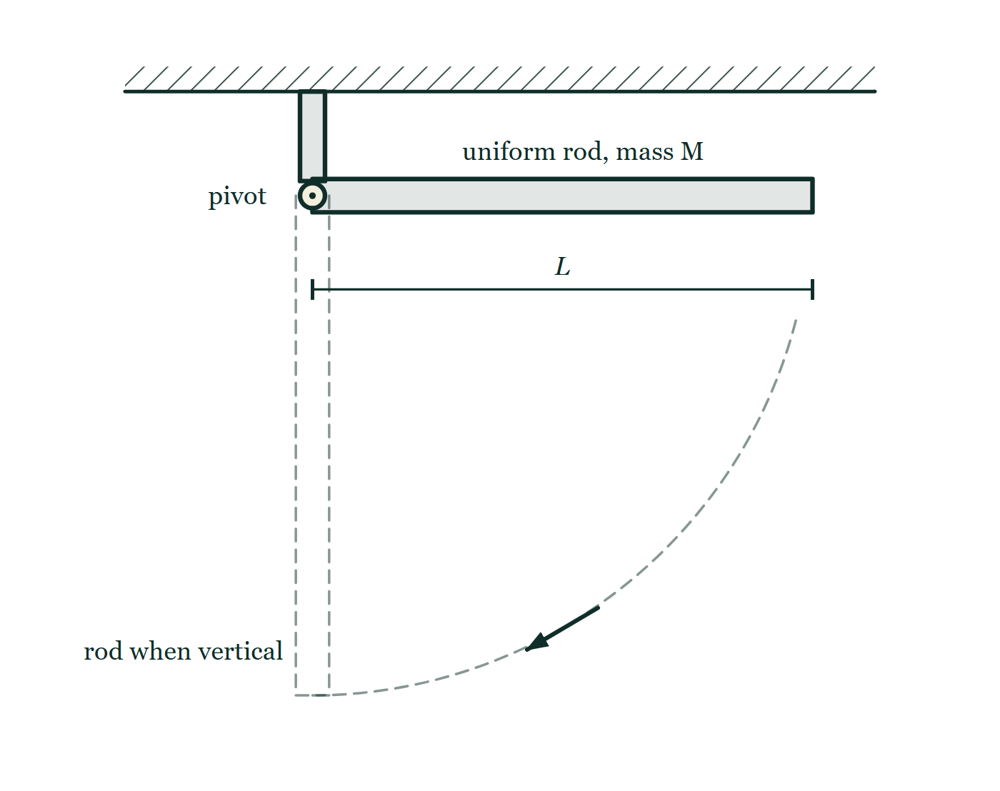 uniform rod, mass M
pivot
L
rod when vertical